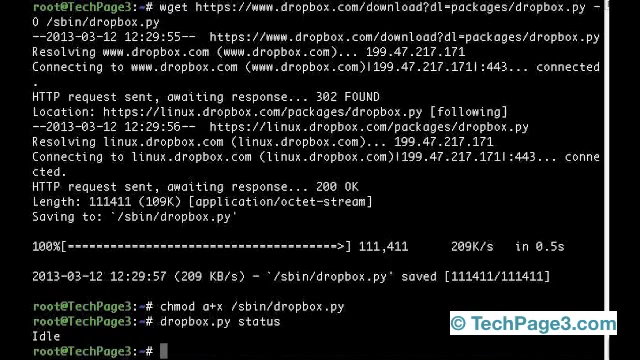 root@TechPage3:~# wget https://www.dropbox.com/download?dl=packages/dropbox.py -
O /sbin/dropbox.py
--2013-03-12 12:29:55-- https://www.dropbox.com/download?dl=packages/dropbox.py
Resolving www.dropbox.com (www.dropbox.com)... 199.47.217.171
Connecting to www.dropbox.com (www.dropbox.com)|199.47.217.171|:443... connected
.
HTTP request sent, awaiting response... 302 FOUND
Location: https://linux.dropbox.com/packages/dropbox.py [following]
--2013-03-12 12:29:56-- https://linux.dropbox.com/packages/dropbox.py
Resolving linux.dropbox.com (linux.dropbox.com)... 199.47.217.171
Connecting to linux.dropbox.com (linux.dropbox.com)|199.47.217.171|:443... conne
cted.
HTTP request sent, awaiting response... 200 OK
Length: 111411 (109K) [application/octet-stream]
Saving to: `/sbin/dropbox.py'
100%[===================================>] 111,411 209K/s in 0.5s
2013-03-12 12:29:57 (209 KB/s) - `/sbin/dropbox.py' saved [111411/111411]
root@TechPage3:~# chmod a+x /sbin/dropbox.py
root@TechPage3:~# dropbox.py status
Idle
root@TechPage3:~#
© TechPage3.com